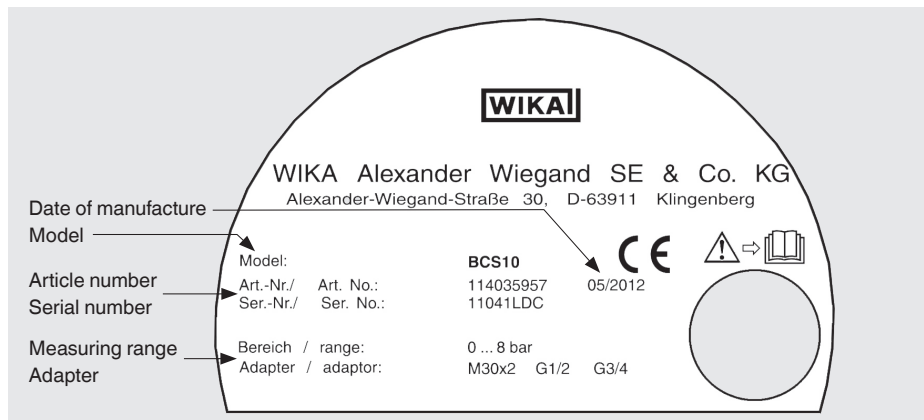 WIKA
WIKA Alexander Wiegand SE & Co. KG
Alexander-Wiegand-Straße 30, D-63911 Klingenberg
Date of manufacture
Model
CE
Model: BCS10
Article number
Serial number
Art.-Nr./ Art. No.: 114035957 05/2012
Ser.-Nr./ Ser. No.: 11041LDC
Measuring range
Adapter
Bereich / range: 0 ... 8 bar
Adapter / adaptor: M30x2 G1/2 G3/4